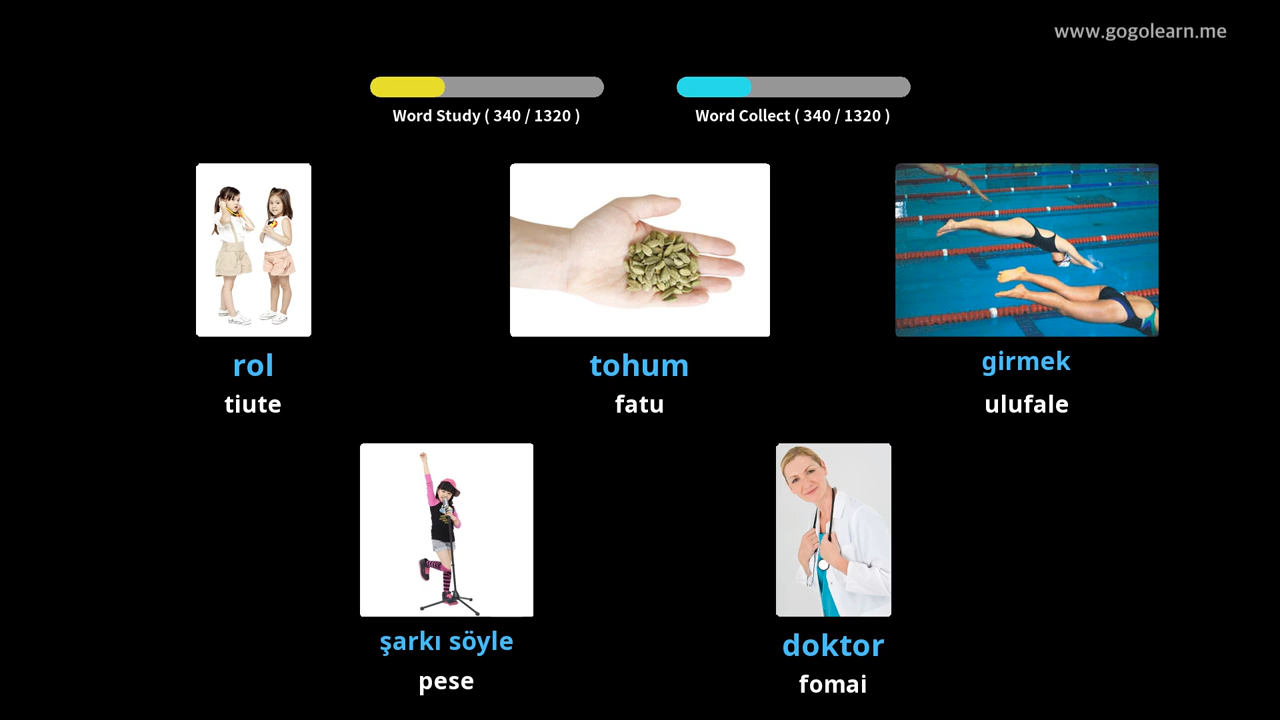 www.gogolearn.me
Word Study ( 340 / 1320 )
Word Collect ( 340 / 1320 )
rol
tiute
tohum
fatu
girmek
ulufale
şarkı söyle
pese
doktor
fomai